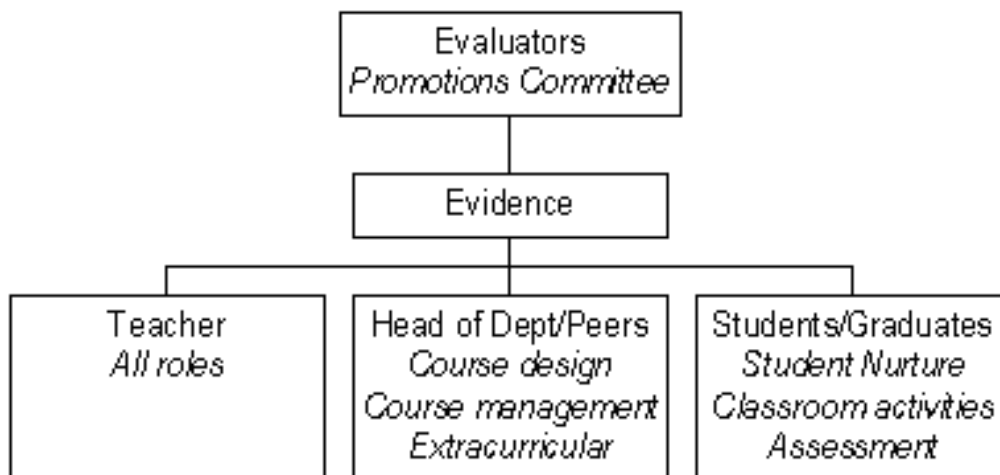 Evaluators
Promotions Committee
Evidence
Teacher
All roles
Head of Dept/Peers
Course design
Course management
Extracurricular
Students/Graduates
Student Nurture
Classroom activities
Assessment